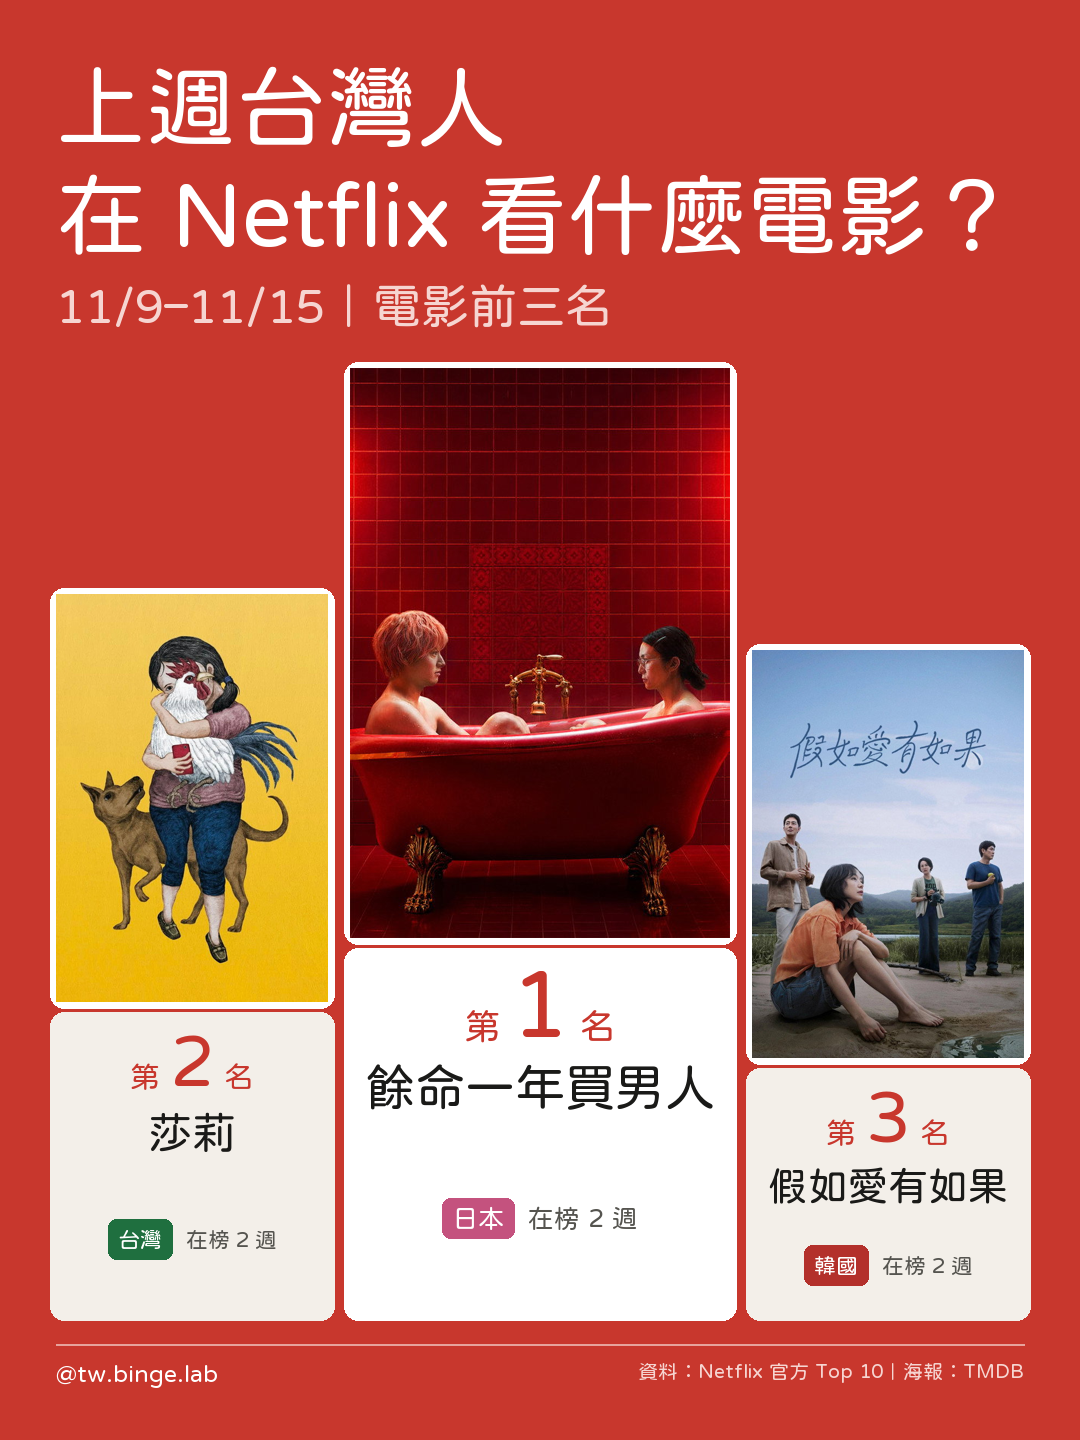 上週台灣人
在 Netflix 看什麼電影？
11/9–11/15｜電影前三名
第 1 名
餘命一年買男人
日本 在榜 2 週
第 2 名
莎莉
台灣 在榜 2 週
假如愛有如果
第 3 名
假如愛有如果
韓國 在榜 2 週
@tw.binge.lab
資料：Netflix 官方 Top 10｜海報：TMDB